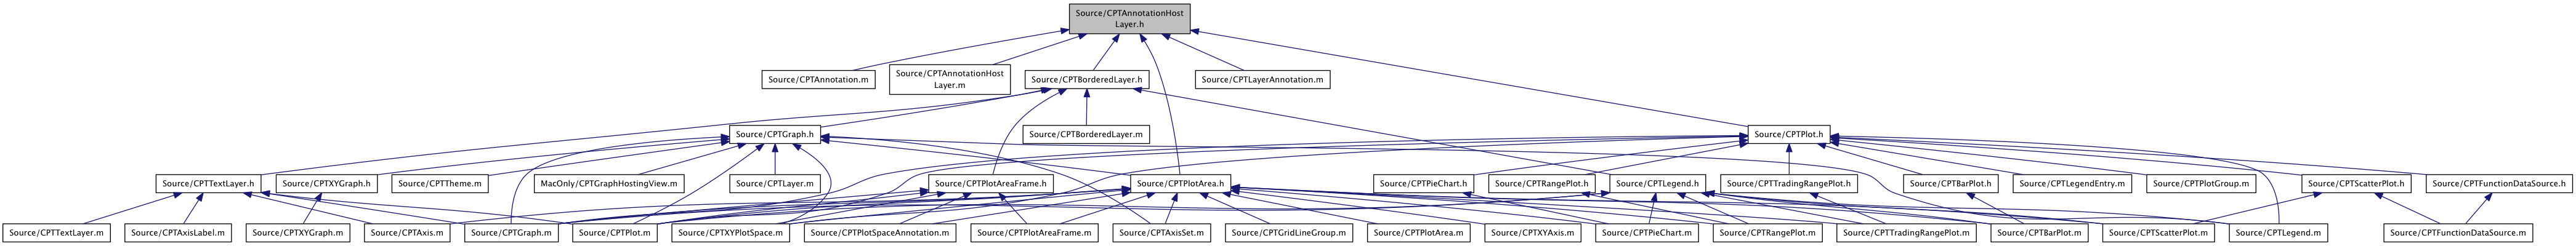 Source/CPTAnnotationHost
Layer.h
Source/CPTAnnotation.m
Source/CPTAnnotationHost
Layer.m
Source/CPTBorderedLayer.h
Source/CPTLayerAnnotation.m
Source/CPTGraph.h
Source/CPTBorderedLayer.m
Source/CPTPlot.h
Source/CPTTextLayer.h
Source/CPTXYGraph.h
Source/CPTTheme.m
MacOnly/CPTGraphHostingView.m
Source/CPTLayer.m
Source/CPTPlotAreaFrame.h
Source/CPTPlotArea.h
Source/CPTPieChart.h
Source/CPTRangePlot.h
Source/CPTLegend.h
Source/CPTTradingRangePlot.h
Source/CPTBarPlot.h
Source/CPTLegendEntry.m
Source/CPTPlotGroup.m
Source/CPTScatterPlot.h
Source/CPTFunctionDataSource.h
Source/CPTTextLayer.m
Source/CPTAxisLabel.m
Source/CPTXYGraph.m
Source/CPTAxis.m
Source/CPTGraph.m
Source/CPTPlot.m
Source/CPTXYPlotSpace.m
Source/CPTPlotSpaceAnnotation.m
Source/CPTPlotAreaFrame.m
Source/CPTAxisSet.m
Source/CPTGridLineGroup.m
Source/CPTPlotArea.m
Source/CPTXYAxis.m
Source/CPTPieChart.m
Source/CPTRangePlot.m
Source/CPTTradingRangePlot.m
Source/CPTBarPlot.m
Source/CPTScatterPlot.m
Source/CPTLegend.m
Source/CPTFunctionDataSource.m